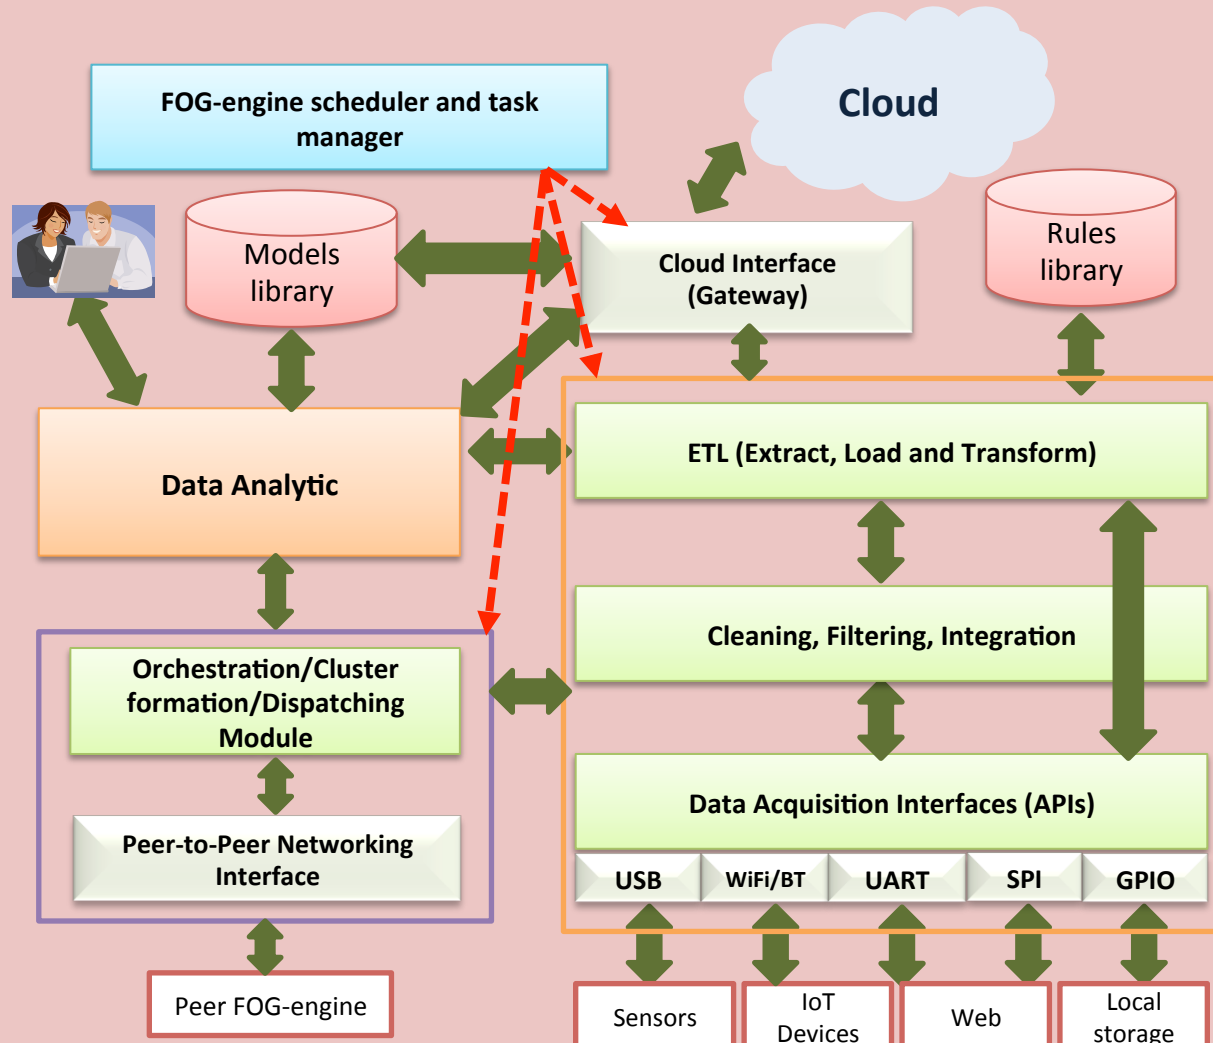 FOG-engine scheduler and task
manager
Cloud
Models
library
Cloud Interface
(Gateway)
Rules
library
Data Analytic
ETL (Extract, Load and Transform)
Cleaning, Filtering, Integration
Orchestration/Cluster
formation/Dispatching
Module
Data Acquisition Interfaces (APIs)
Peer-to-Peer Networking
Interface
USB
WiFi/BT
UART
SPI
GPIO
Peer FOG-engine
Sensors
IoT
Devices
Web
Local
storage